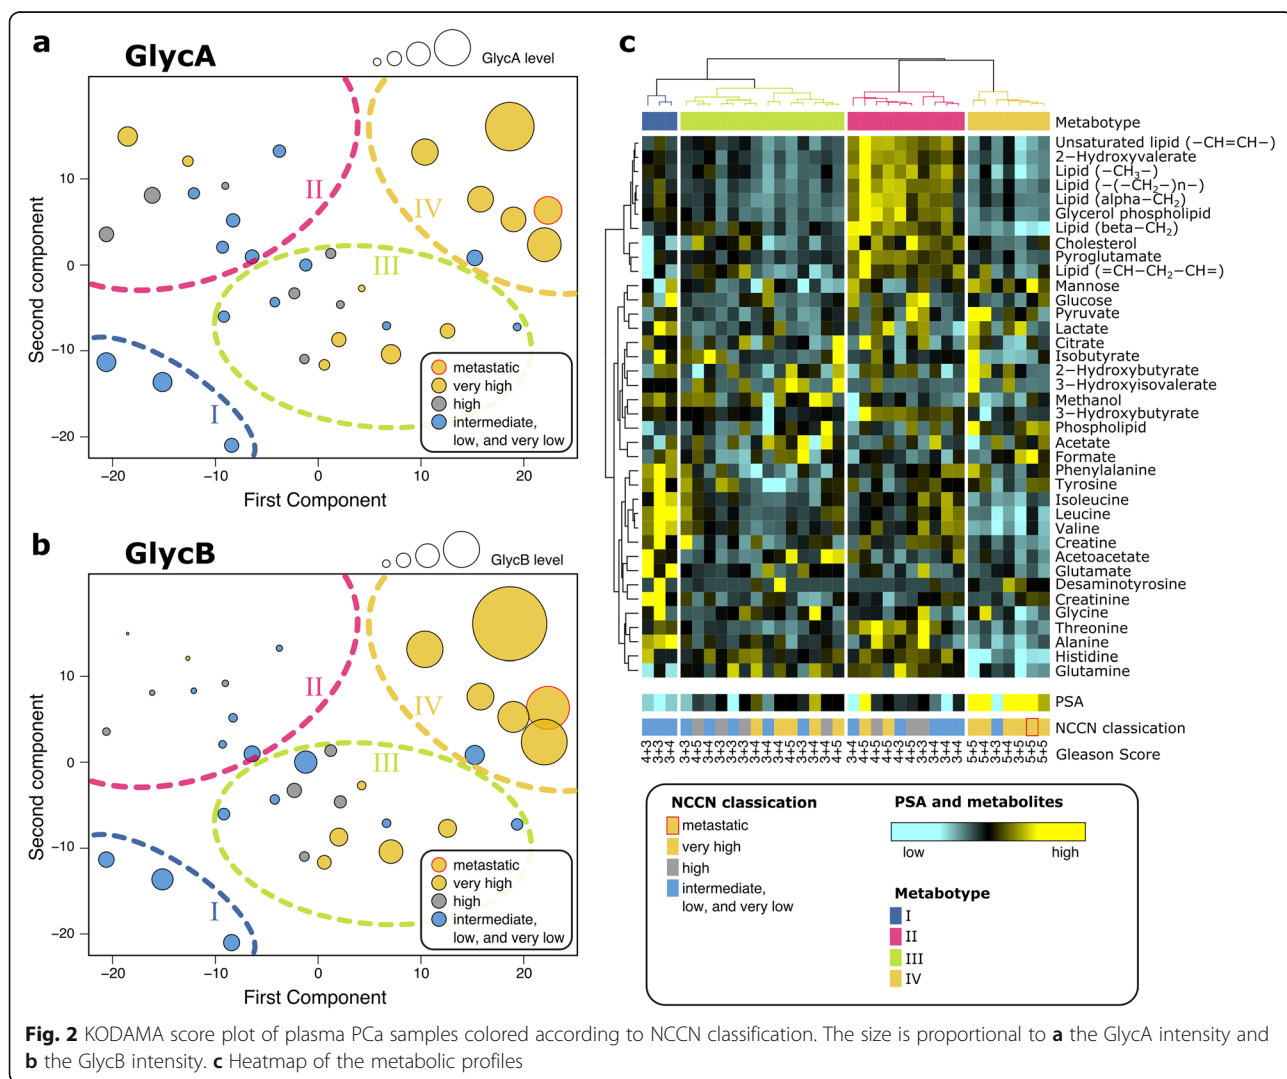 a
GlycA
GlycA level
Second component
10
0
−10
−20
I
II
III
IV
metastatic
very high
high
intermediate,
low, and very low
−20
−10
0
10
20
First Component
b
GlycB
GlycB level
Second component
10
0
−10
−20
I
II
III
IV
metastatic
very high
high
intermediate,
low, and very low
−20
−10
0
10
20
First Component
c
Metabotype
Unsaturated lipid (−CH=CH−)
2−Hydroxyvalerate
Lipid (−CH₃−)
Lipid (−(−CH₂−)n−)
Lipid (alpha−CH₂)
Glycerol phospholipid
Lipid (beta−CH₂)
Cholesterol
Pyroglutamate
Lipid (=CH−CH₂−CH=)
Mannose
Glucose
Pyruvate
Lactate
Citrate
Isobutyrate
2−Hydroxybutyrate
3−Hydroxyisovalerate
Methanol
3−Hydroxybutyrate
Phospholipid
Acetate
Formate
Phenylalanine
Tyrosine
Isoleucine
Leucine
Valine
Creatine
Acetoacetate
Glutamate
Desaminotyrosine
Creatinine
Glycine
Threonine
Alanine
Histidine
Glutamine
PSA
NCCN classification
Gleason Score
NCCN classication
metastatic
very high
high
intermediate,
low, and very low
PSA and metabolites
low high
Metabotype
I
II
III
IV
Fig. 2 KODAMA score plot of plasma PCa samples colored according to NCCN classification. The size is proportional to a the GlycA intensity and
b the GlycB intensity. c Heatmap of the metabolic profiles